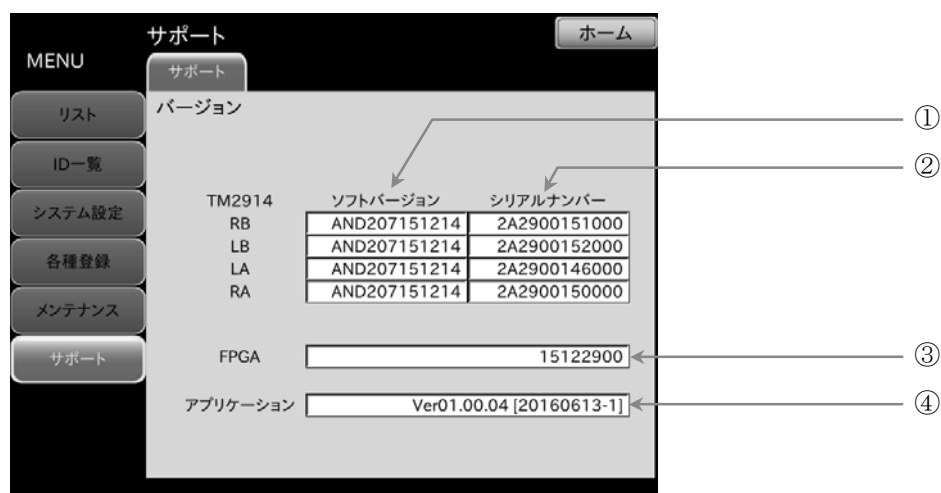 MENU
サポート
ホーム
サポート
リスト
ID一覧
システム設定
各種登録
メンテナンス
サポート
バージョン
TM2914 ソフトバージョン シリアルナンバー
RB AND207151214 2A2900151000
LB AND207151214 2A2900152000
LA AND207151214 2A2900146000
RA AND207151214 2A2900150000
FPGA 15122900
アプリケーション Ver01.00.04 [20160613-1]
①
②
③
④